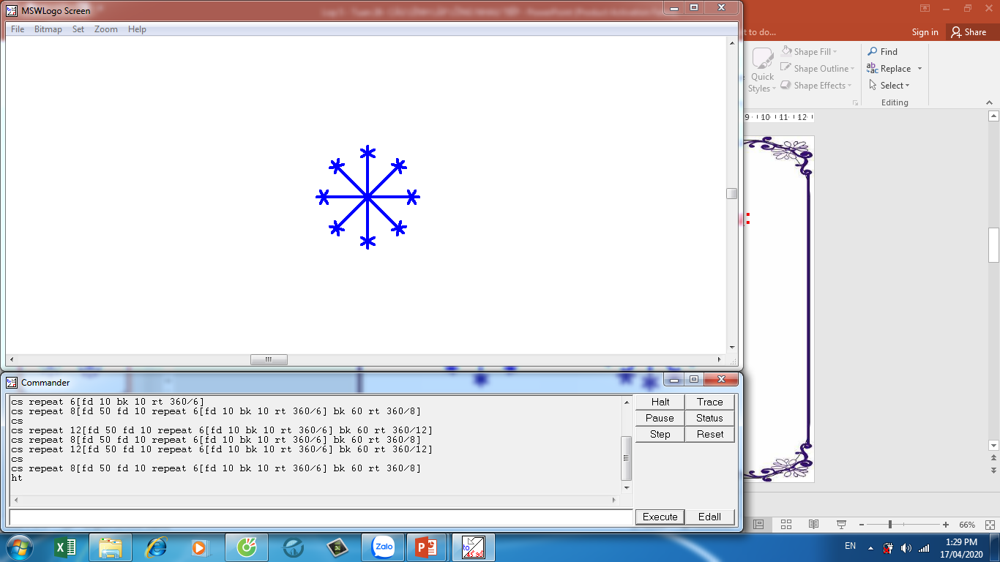 MSWLogo Screen
File Bitmap Set Zoom Help
t to do...
Sign in
Share
Shape Fill
Shape Outline
Shape Effects
Quick
Styles
Find
Replace
Select
Editing
9 10 11 12
:
Commander
cs repeat 6[fd 10 bk 10 rt 360/6]
cs repeat 8[fd 50 fd 10 repeat 6[fd 10 bk 10 rt 360/6] bk 60 rt 360/8]
cs
cs repeat 12[fd 50 fd 10 repeat 6[fd 10 bk 10 rt 360/6] bk 60 rt 360/12]
cs repeat 8[fd 50 fd 10 repeat 6[fd 10 bk 10 rt 360/6] bk 60 rt 360/8]
cs repeat 12[fd 50 fd 10 repeat 6[fd 10 bk 10 rt 360/6] bk 60 rt 360/12]
cs
cs repeat 8[fd 50 fd 10 repeat 6[fd 10 bk 10 rt 360/6] bk 60 rt 360/8]
ht
Halt Trace
Pause Status
Step Reset
Execute Edall
66%
Zalo
EN
1:29 PM
17/04/2020